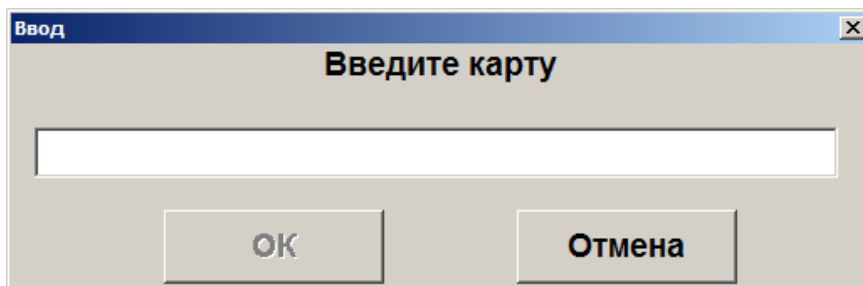 Ввод
Введите карту
OK
Отмена